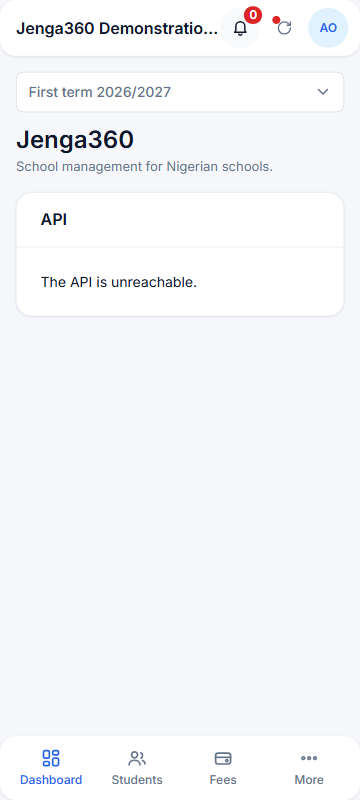 Jenga360 Demonstratio...
0
AO
First term 2026/2027
Jenga360
School management for Nigerian schools.
API
The API is unreachable.
Dashboard
Students
Fees
More